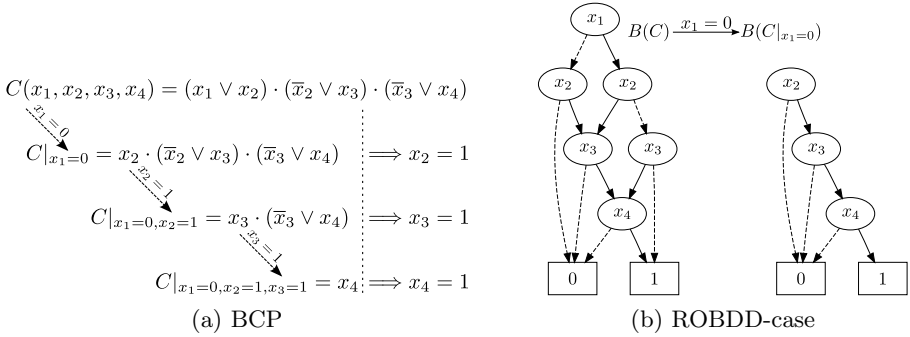 C(x₁, x₂, x₃, x₄) = (x₁ ∨ x₂) · (x̅₂ ∨ x₃) · (x̅₃ ∨ x₄)
x₁ = 0
C|ₓ₁₌₀ = x₂ · (x̅₂ ∨ x₃) · (x̅₃ ∨ x₄) ⟹ x₂ = 1
x₂ = 1
C|ₓ₁₌₀,ₓ₂₌₁ = x₃ · (x̅₃ ∨ x₄) ⟹ x₃ = 1
x₃ = 1
C|ₓ₁₌₀,ₓ₂₌₁,ₓ₃₌₁ = x₄ ⟹ x₄ = 1
(a) BCP
x₁
B(C) x₁ = 0 B(C|ₓ₁₌₀)
x₂ x₂ x₂
x₃ x₃ x₃
x₄ x₄
0 1 0 1
(b) ROBDD-case